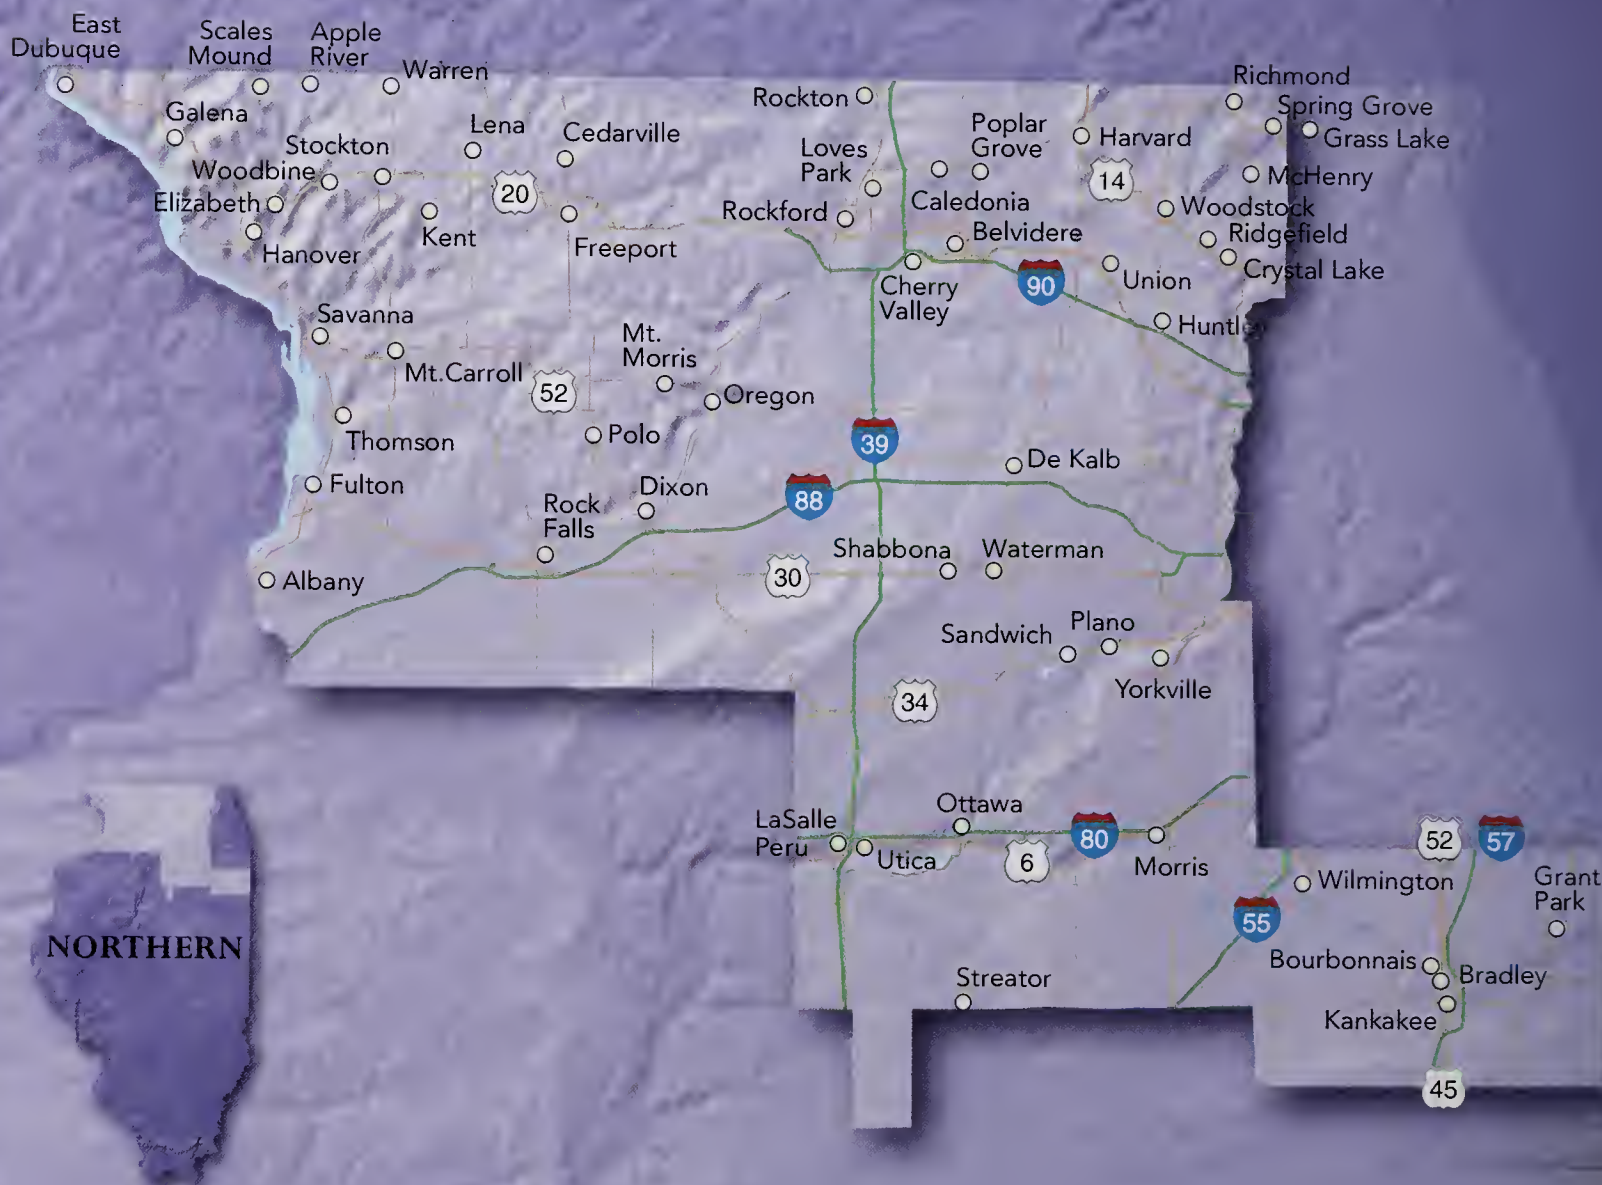 East
Dubuque
Scales
Mound
Apple
River
Warren
Galena
Stockton
Lena
Cedarville
Woodbine
Elizabeth
Hanover
Kent
20
Freeport
Rockton
Loves
Park
Rockford
Poplar
Grove
Caledonia
Belvidere
Cherry
Valley
Harvard
14
Richmond
Spring Grove
Grass Lake
McHenry
Woodstock
Ridgefield
Crystal Lake
Union
90
Huntle
Savanna
Mt.Carroll
Mt.
Morris
52
Oregon
Thomson
Polo
39
De Kalb
Fulton
Dixon
Rock
Falls
88
Albany
30
Shabbona
Waterman
Sandwich
Plano
Yorkville
34
LaSalle
Peru
Utica
Ottawa
6
80
Morris
52
57
Wilmington
Grant
Park
55
Bourbonnais
Bradley
Kankakee
Streator
45
NORTHERN